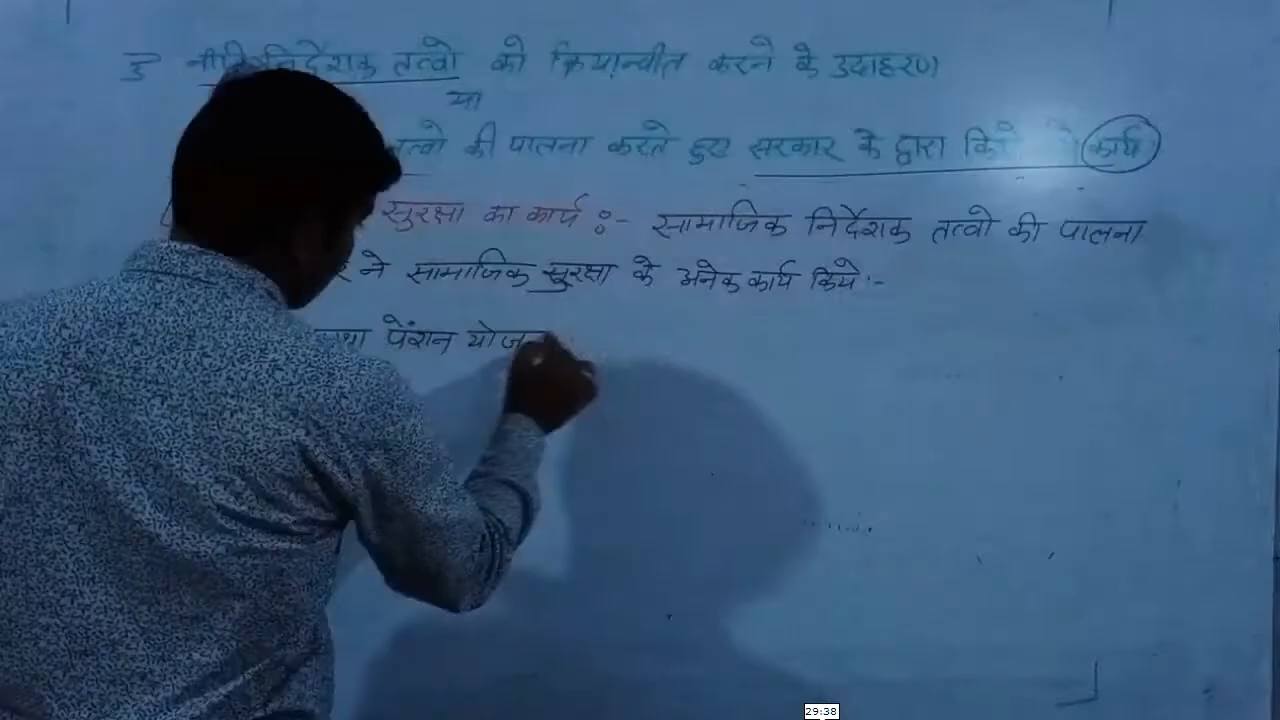 3 नीति निर्देशक तत्वो को क्रियान्वीत करने के उदाहरण
या
तत्वो की पालना करते हुए सरकार के द्वारा किये कार्य
सुरक्षा का कार्य :- सामाजिक निर्देशक तत्वो की पालना
ने सामाजिक सुरक्षा के अनेक कार्य किये :-
पेंशन योजन
29:38